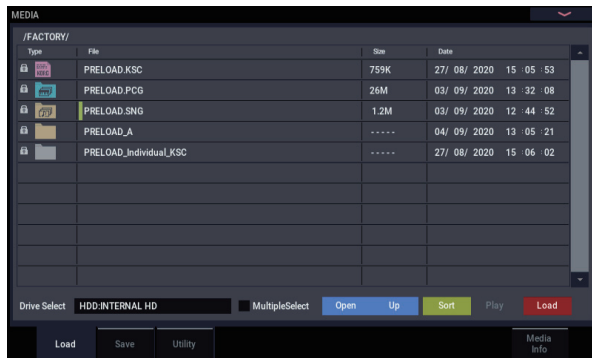 MEDIA
/FACTORY/
Type File Size Date
PRELOAD.KSC 759K 27/ 08/ 2020 15 :05 :53
PRELOAD.PCG 26M 03/ 09/ 2020 13 :32 :08
PRELOAD.SNG 1.2M 03/ 09/ 2020 12 :44 :52
PRELOAD_A ----- 04/ 09/ 2020 13 :05 :21
PRELOAD_Individual_KSC ----- 27/ 08/ 2020 15 :06 :02
Drive Select HDD:INTERNAL HD MultipleSelect Open Up Sort Play Load
Load Save Utility Media
Info